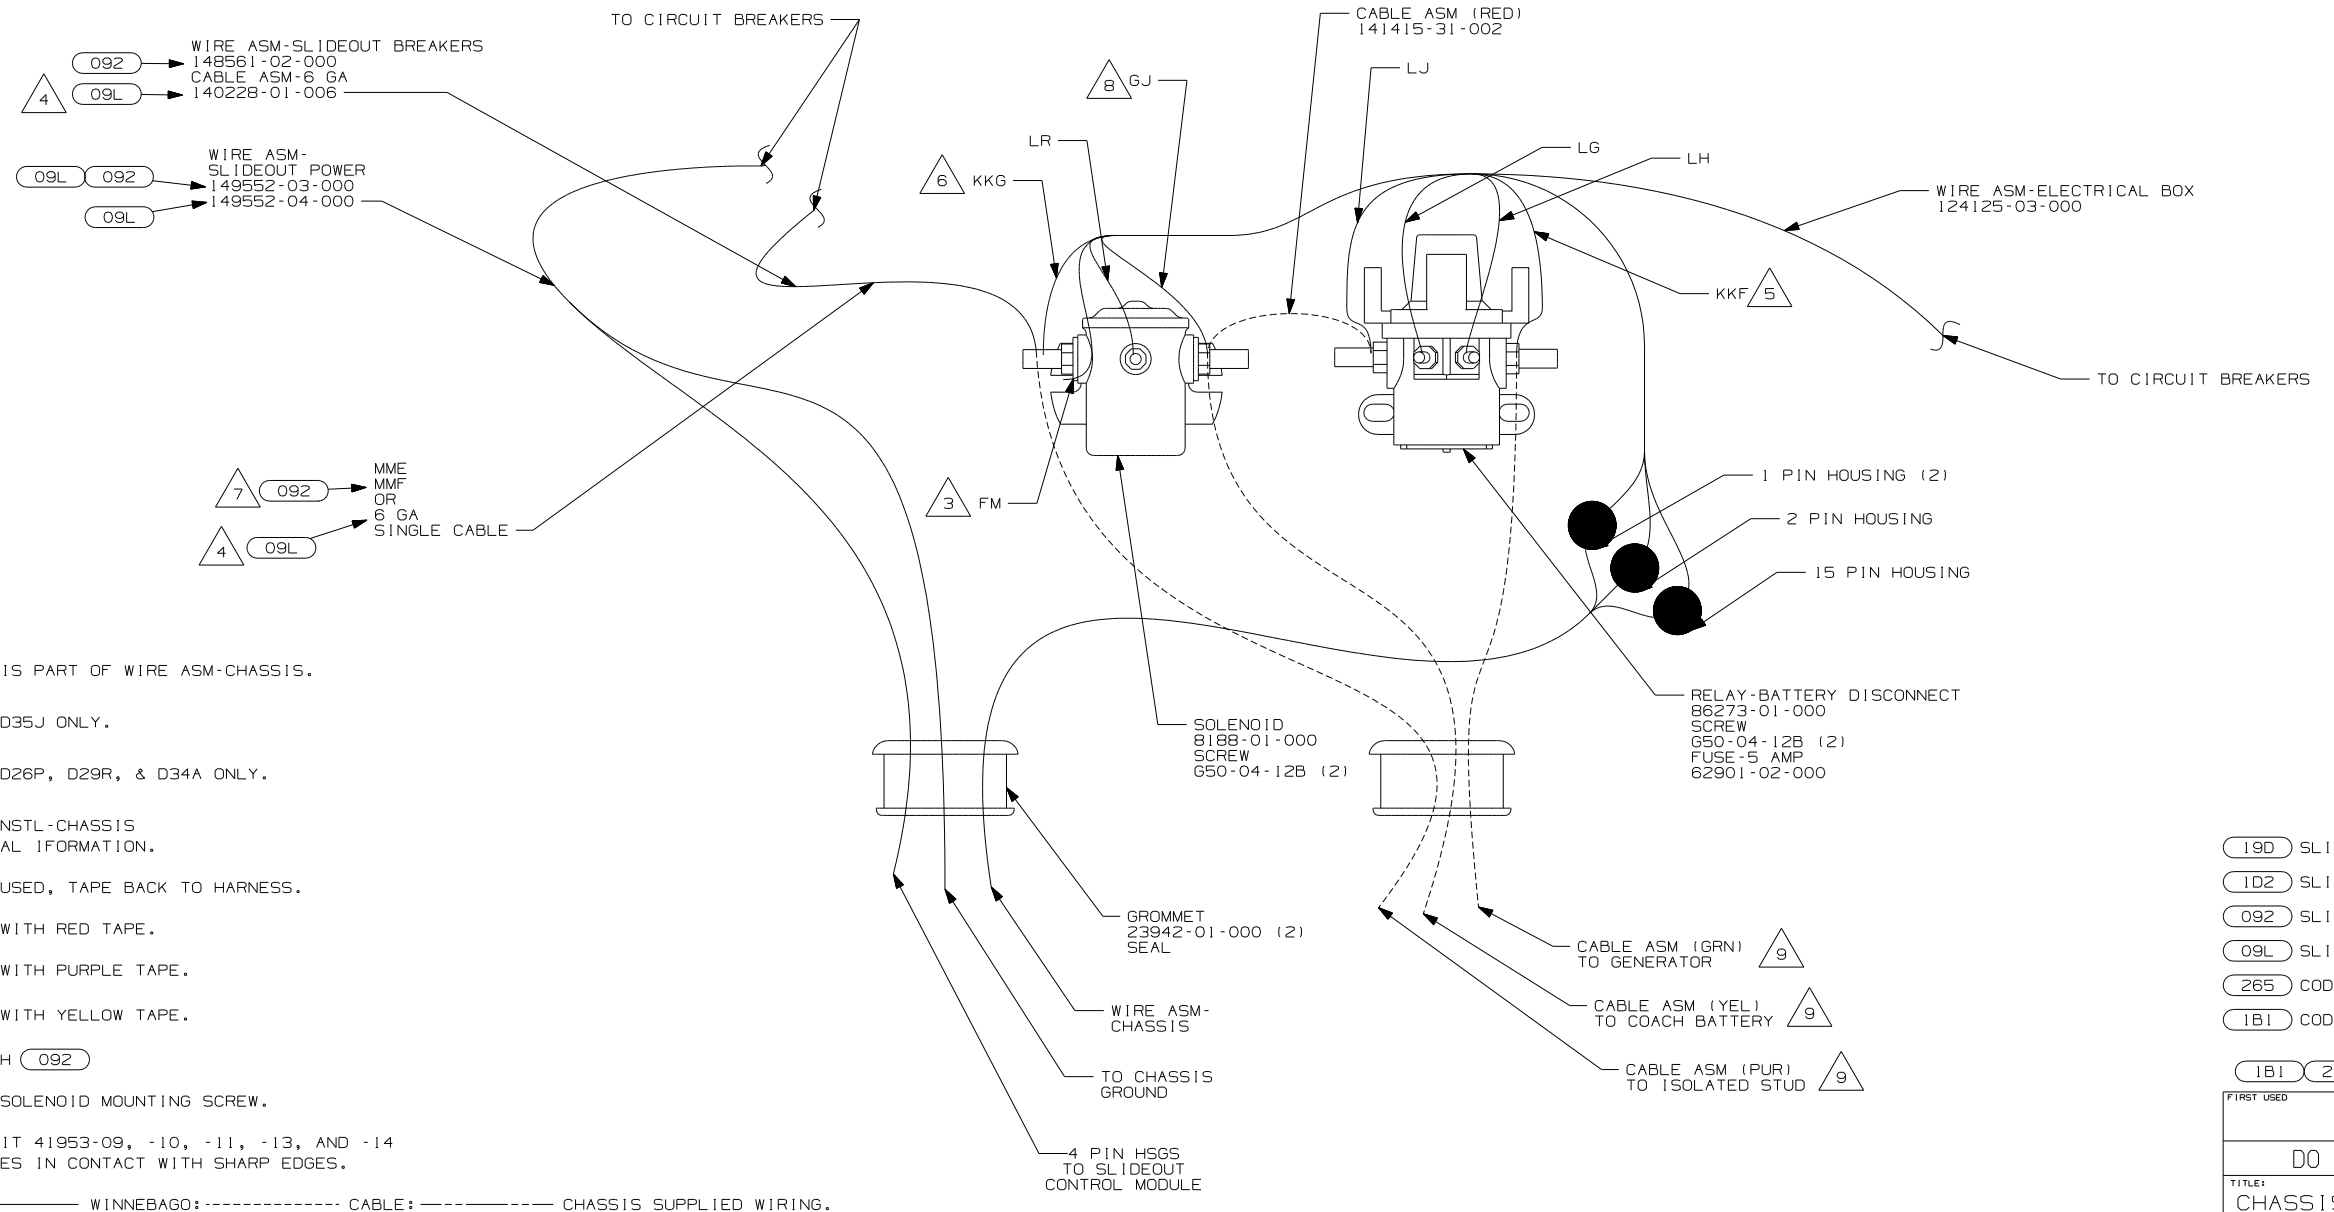 TO CIRCUIT BREAKERS
092
WIRE ASM-SLIDEOUT BREAKERS
148561-02-000
CABLE ASM-6 GA
140228-01-006
4
09L
WIRE ASM-
SLIDEOUT POWER
149552-03-000
149552-04-000
09L
092
09L
CABLE ASM (RED)
141415-31-002
LJ
8
GJ
LR
6
KKG
LG
LH
WIRE ASM-ELECTRICAL BOX
124125-03-000
KKF
5
TO CIRCUIT BREAKERS
7
092
MME
MMF
OR
6 GA
SINGLE CABLE
4
09L
3
FM
1 PIN HOUSING (2)
2 PIN HOUSING
15 PIN HOUSING
SOLENOID
8188-01-000
SCREW
G50-04-12B (2)
RELAY-BATTERY DISCONNECT
86273-01-000
SCREW
G50-04-12B (2)
FUSE-5 AMP
62901-02-000
GROMMET
23942-01-000 (2)
SEAL
WIRE ASM-
CHASSIS
TO CHASSIS
GROUND
4 PIN HSGS
TO SLIDEOUT
CONTROL MODULE
CABLE ASM (GRN)
TO GENERATOR
9
CABLE ASM (YEL)
TO COACH BATTERY
9
CABLE ASM (PUR)
TO ISOLATED STUD
9
IS PART OF WIRE ASM-CHASSIS.
D35J ONLY.
D26P, D29R, & D34A ONLY.
NSTL-CHASSIS
AL IFORMATION.
USED, TAPE BACK TO HARNESS.
WITH RED TAPE.
WITH PURPLE TAPE.
WITH YELLOW TAPE.
H 092
SOLENOID MOUNTING SCREW.
IT 41953-09, -10, -11, -13, AND -14
ES IN CONTACT WITH SHARP EDGES.
WINNEBAGO: CABLE: CHASSIS SUPPLIED WIRING.
19D SLI
1D2 SLI
092 SLI
09L SLI
265 COD
1B1 COD
1B1 2
FIRST USED
DO
TITLE:
CHASSIS